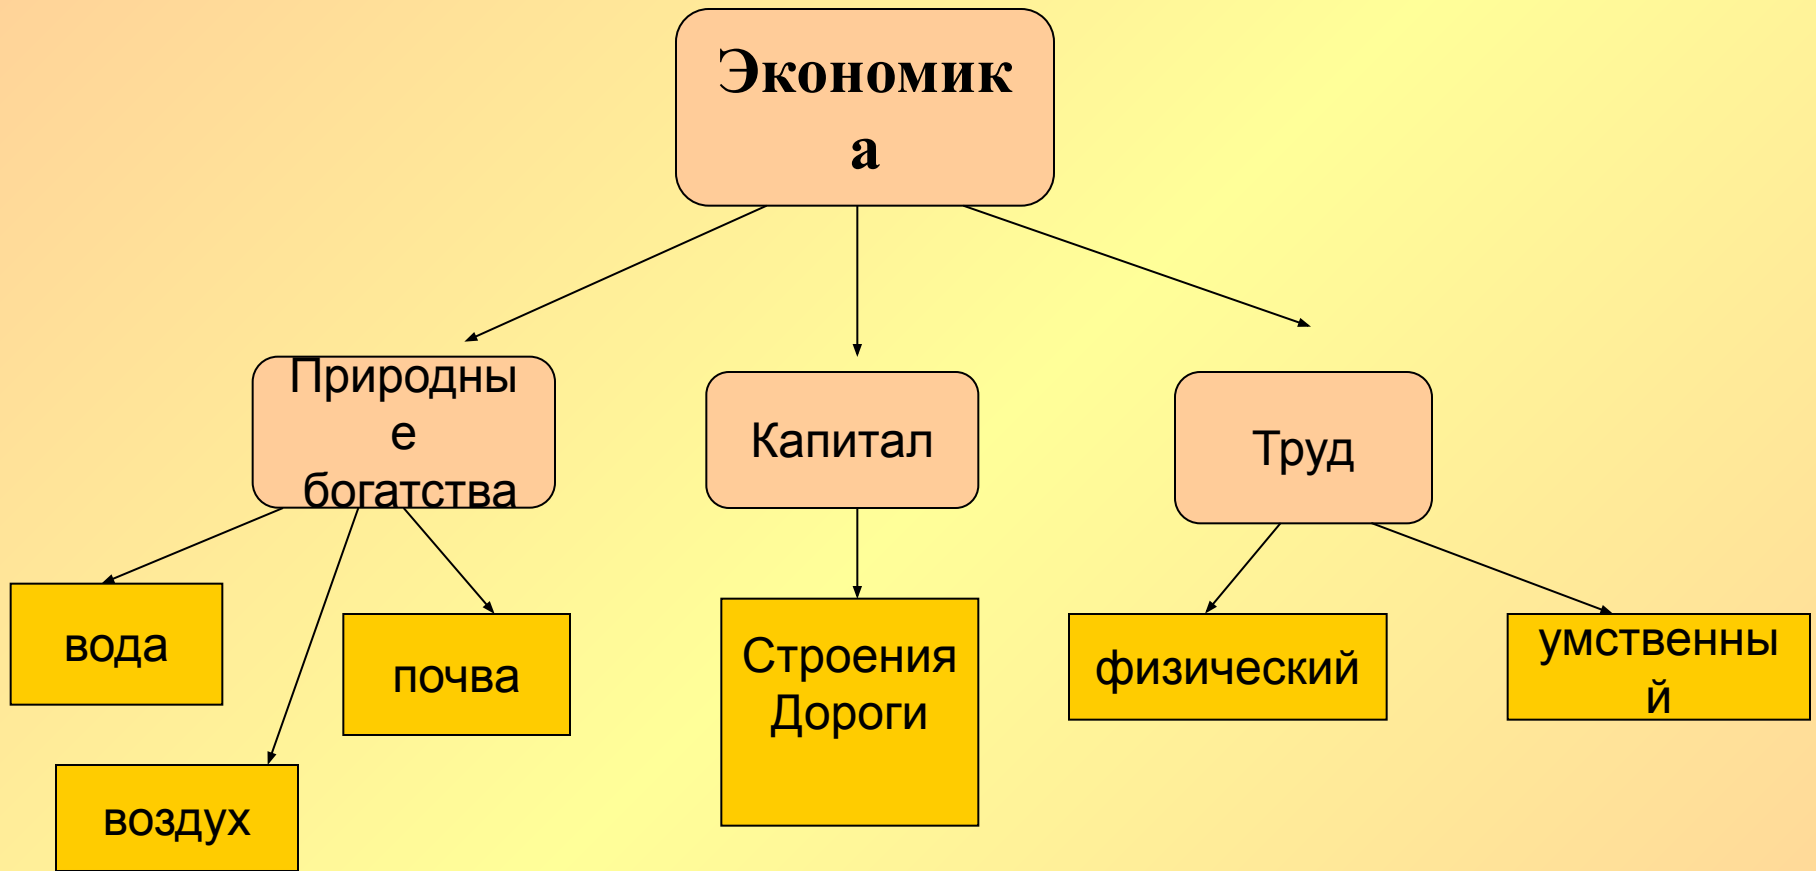 Экономик
а
Природны
е
богатства
Капитал
Труд
вода
воздух
почва
Строения
Дороги
физический
умственны
й